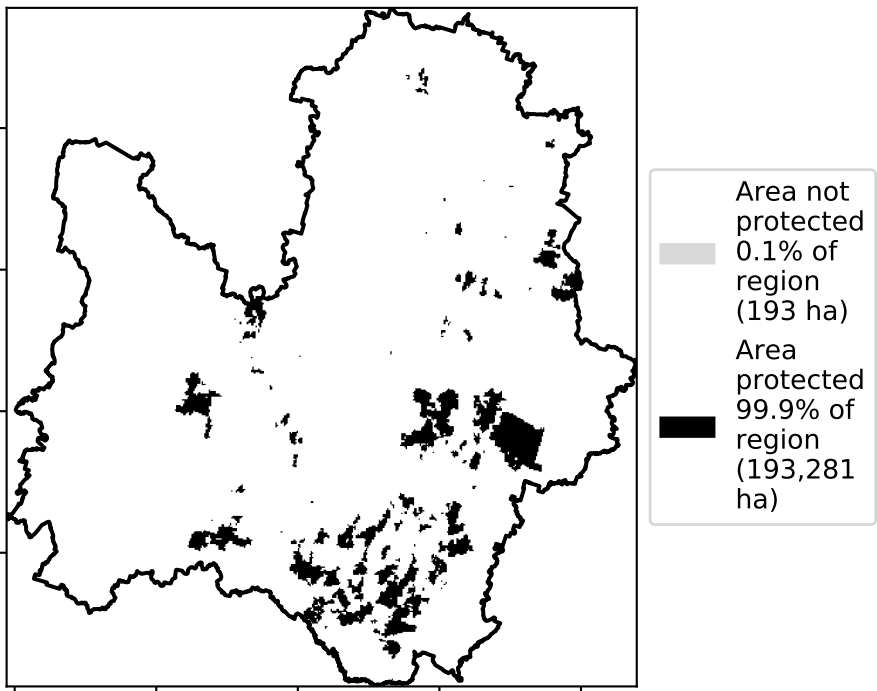 Area not
protected
0.1% of
region
(193 ha)
Area
protected
99.9% of
region
(193,281
ha)